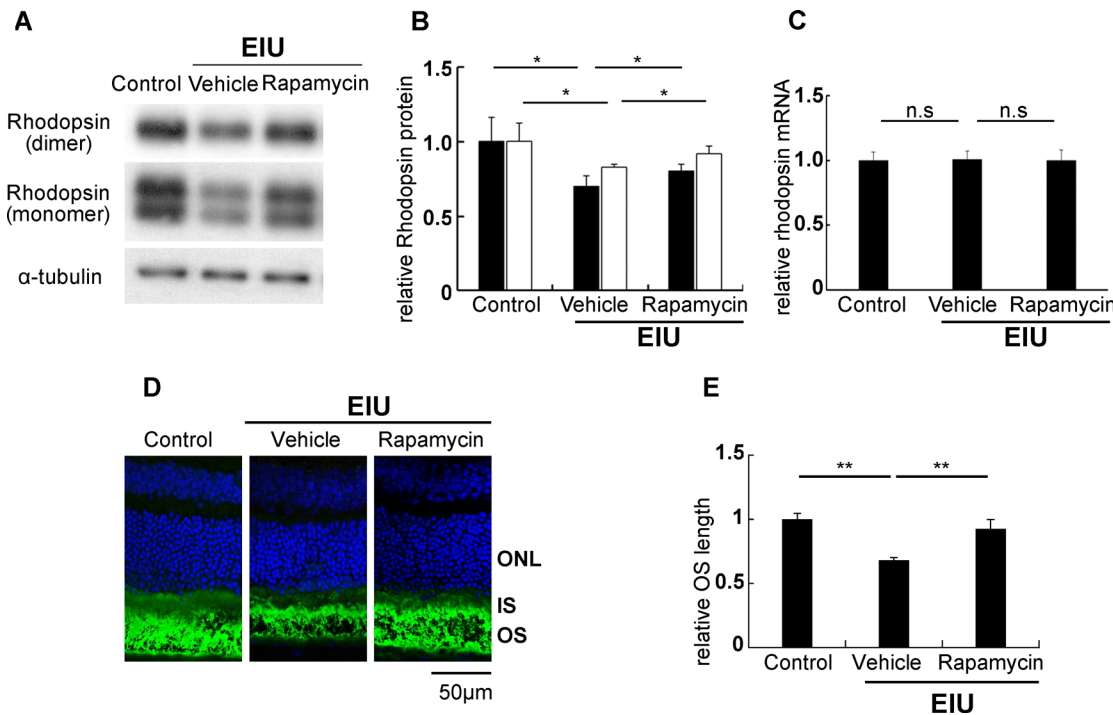 A
EIU
Control Vehicle Rapamycin
Rhodopsin
(dimer)
Rhodopsin
(monomer)
α-tubulin
B
relative Rhodopsin protein
1.5
1.0
0.5
0
* *
* *
Control Vehicle Rapamycin
EIU
C
relative rhodopsin mRNA
1.5
1.0
0.5
0
n.s n.s
Control Vehicle Rapamycin
EIU
D
EIU
Control Vehicle Rapamycin
ONL
IS
OS
50μm
E
relative OS length
1.5
1
0.5
0
** **
Control Vehicle Rapamycin
EIU